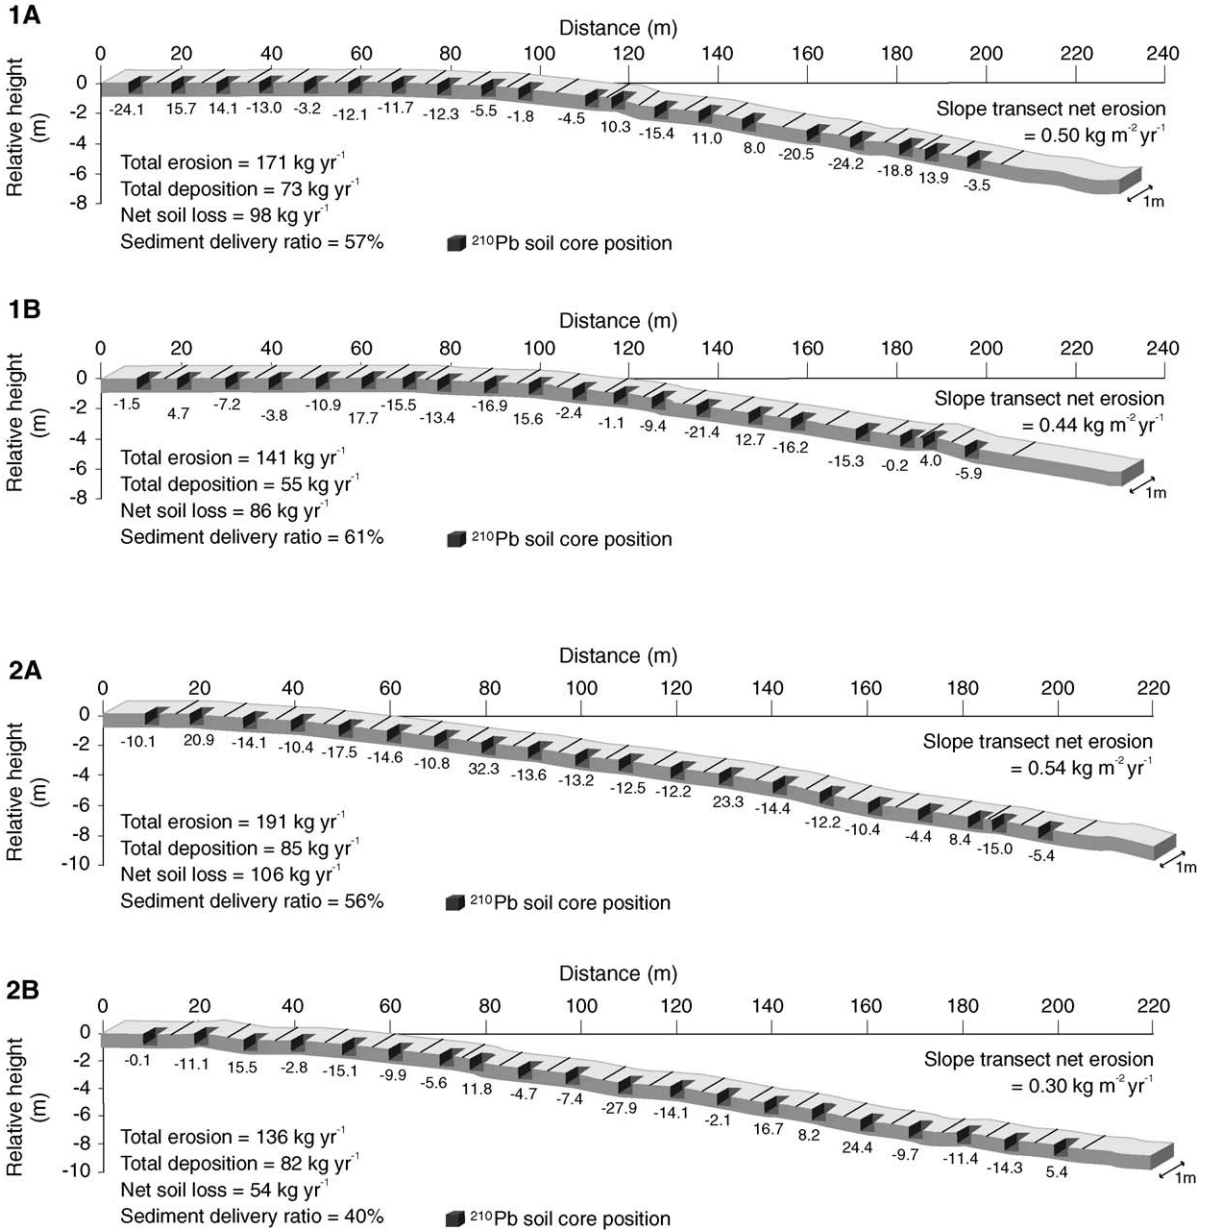 1A
Distance (m)
0 20 40 60 80 100 120 140 160 180 200 220 240
Relative height
(m)
0
-2
-4
-6
-8
-24.1 15.7 14.1 -13.0 -3.2 -12.1 -11.7 -12.3 -5.5 -1.8 -4.5 10.3 -15.4 11.0 8.0 -20.5 -24.2 -18.8 13.9 -3.5
Slope transect net erosion
= 0.50 kg m⁻² yr⁻¹
Total erosion = 171 kg yr⁻¹
Total deposition = 73 kg yr⁻¹
Net soil loss = 98 kg yr⁻¹
Sediment delivery ratio = 57%
²¹⁰Pb soil core position
1m
1B
Distance (m)
0 20 40 60 80 100 120 140 160 180 200 220 240
Relative height
(m)
0
-2
-4
-6
-8
-1.5 4.7 -7.2 -3.8 -10.9 17.7 -15.5 -13.4 -16.9 15.6 -2.4 -1.1 -9.4 -21.4 12.7 -16.2 -15.3 -0.2 4.0 -5.9
Slope transect net erosion
= 0.44 kg m⁻² yr⁻¹
Total erosion = 141 kg yr⁻¹
Total deposition = 55 kg yr⁻¹
Net soil loss = 86 kg yr⁻¹
Sediment delivery ratio = 61%
²¹⁰Pb soil core position
1m
2A
Distance (m)
0 20 40 60 80 100 120 140 160 180 200 220
Relative height
(m)
0
-2
-4
-6
-8
-10
-10.1 20.9 -14.1 -10.4 -17.5 -14.6 -10.8 32.3 -13.6 -13.2 -12.5 -12.2 23.3 -14.4 -12.2 -10.4 -4.4 8.4 -15.0 -5.4
Slope transect net erosion
= 0.54 kg m⁻² yr⁻¹
Total erosion = 191 kg yr⁻¹
Total deposition = 85 kg yr⁻¹
Net soil loss = 106 kg yr⁻¹
Sediment delivery ratio = 56%
²¹⁰Pb soil core position
1m
2B
Distance (m)
0 20 40 60 80 100 120 140 160 180 200 220
Relative height
(m)
0
-2
-4
-6
-8
-10
-0.1 -11.1 15.5 -2.8 -15.1 -9.9 -5.6 11.8 -4.7 -7.4 -27.9 -14.1 -2.1 16.7 8.2 24.4 -9.7 -11.4 -14.3 5.4
Slope transect net erosion
= 0.30 kg m⁻² yr⁻¹
Total erosion = 136 kg yr⁻¹
Total deposition = 82 kg yr⁻¹
Net soil loss = 54 kg yr⁻¹
Sediment delivery ratio = 40%
²¹⁰Pb soil core position
1m